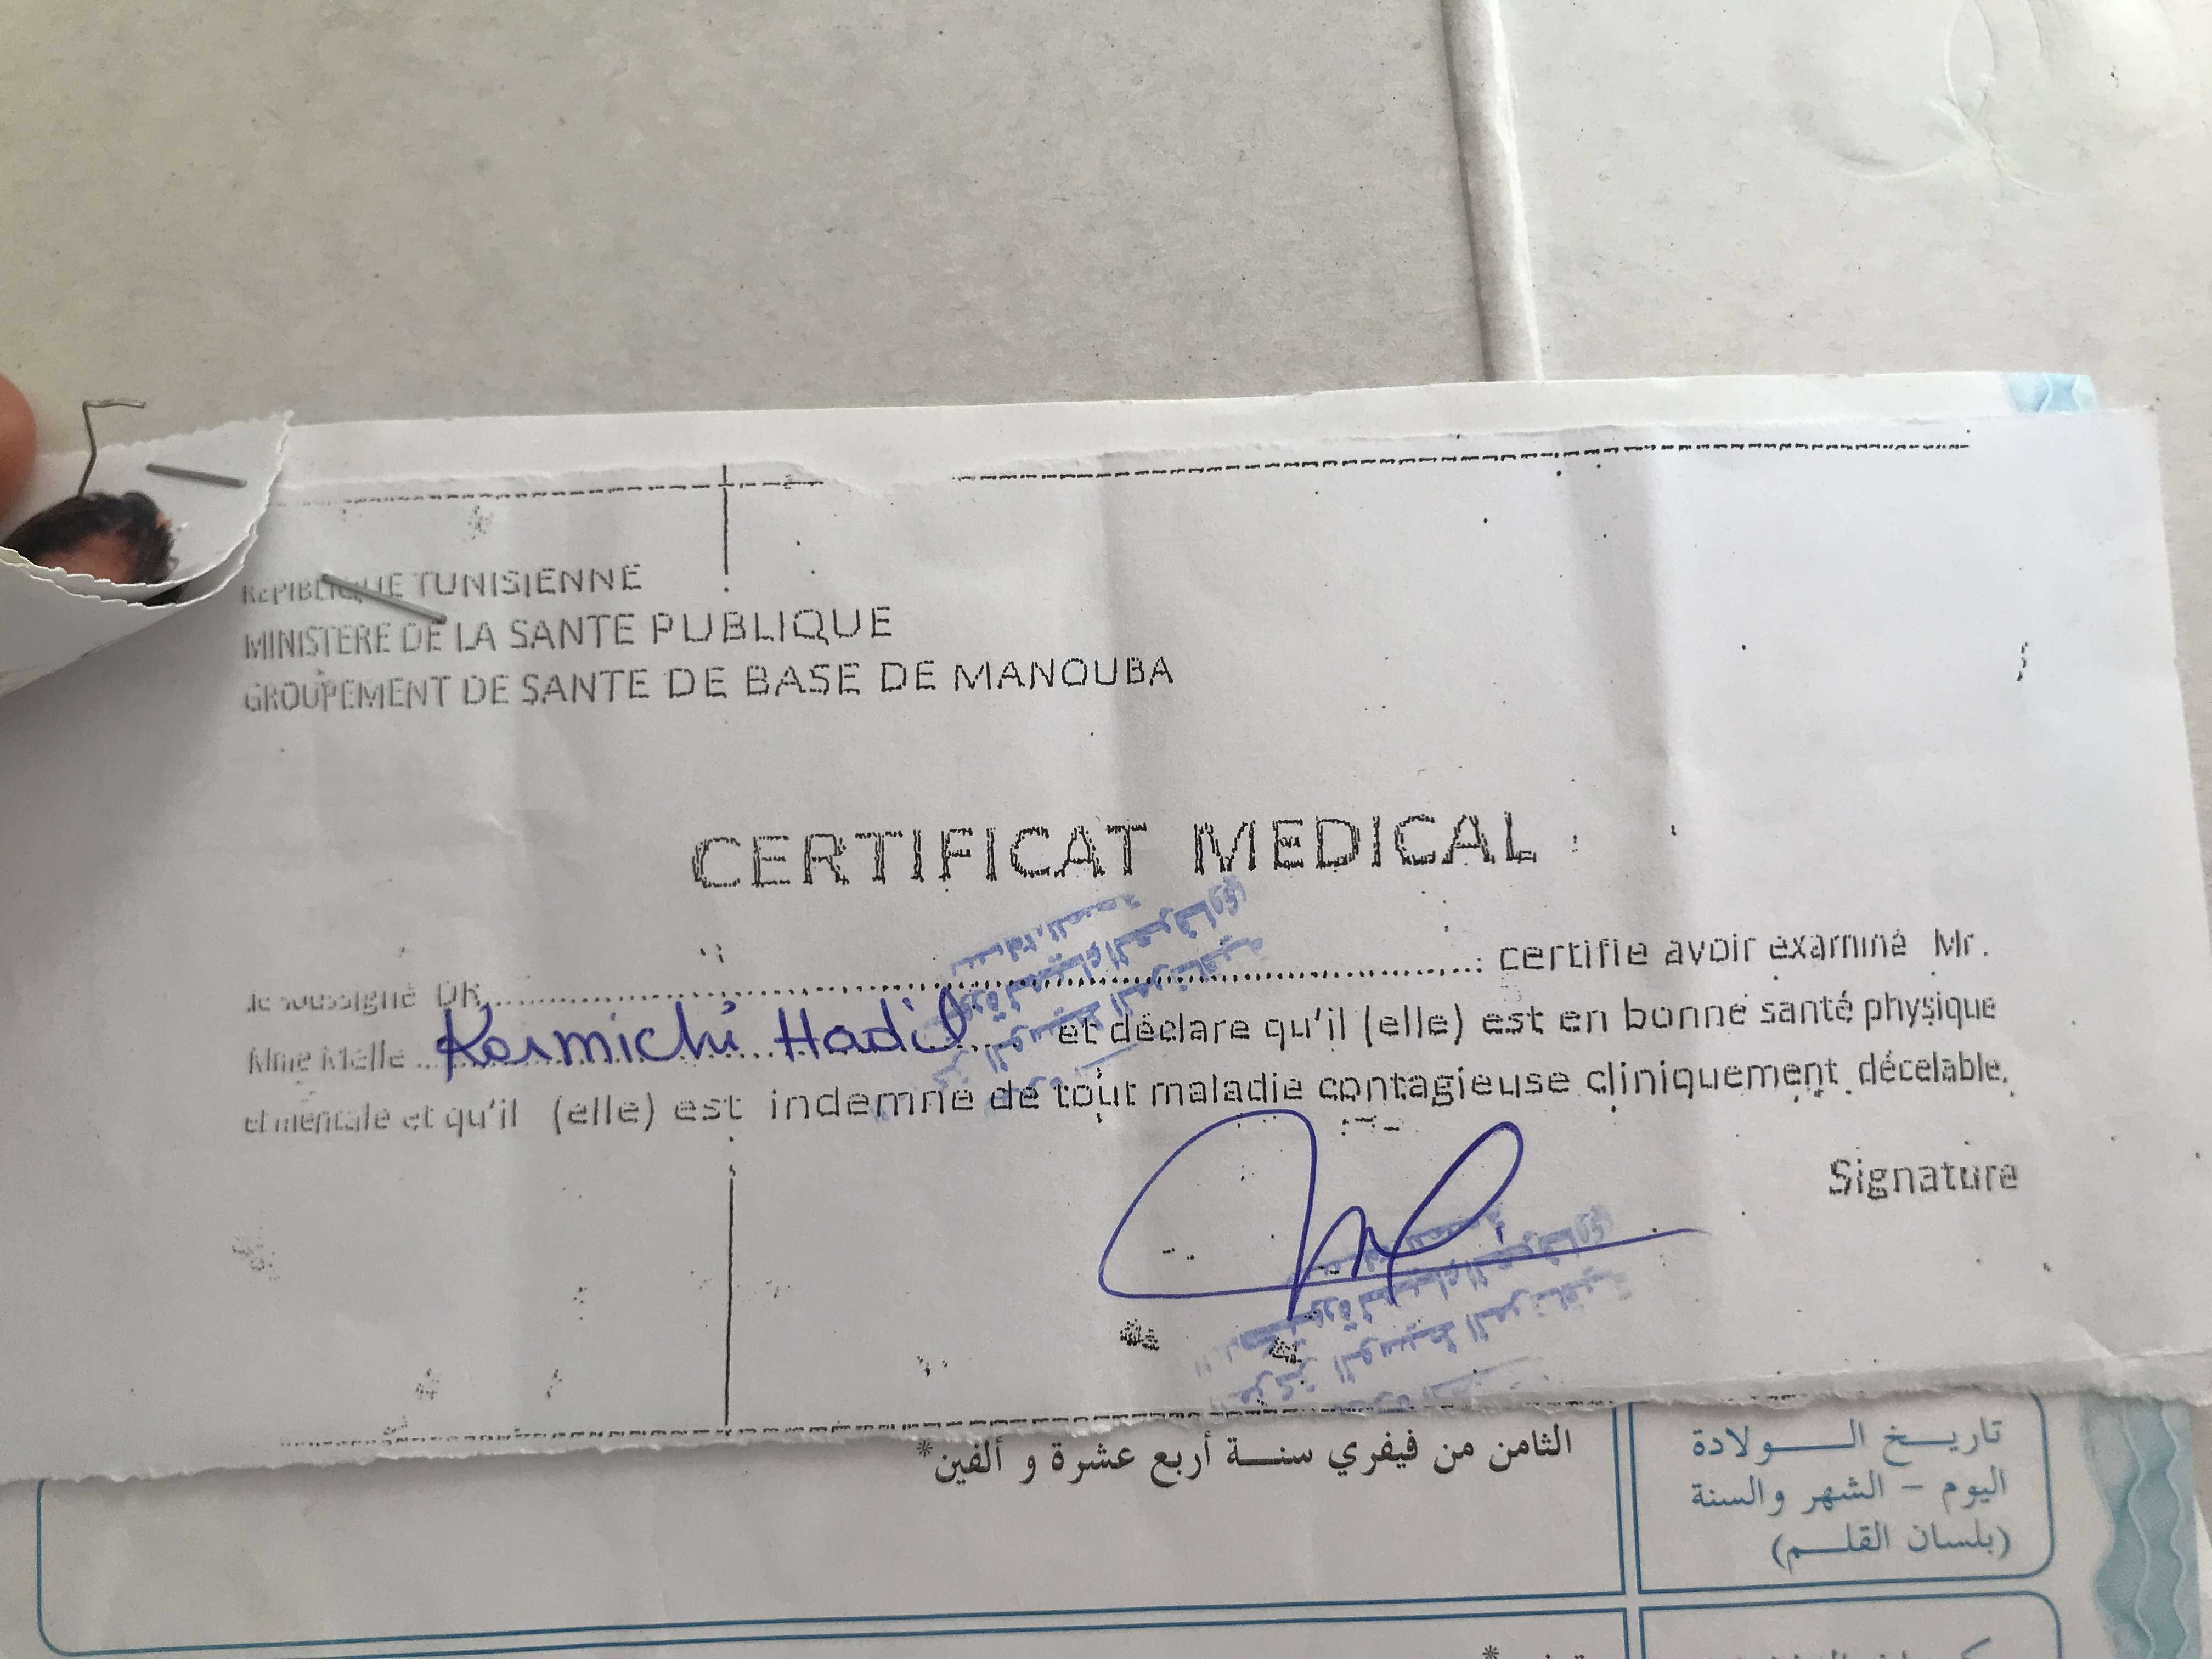 REPIBLIQUE TUNISIENNE
MINISTERE DE LA SANTE PUBLIQUE
GROUPEMENT DE SANTE DE BASE DE MANOUBA
CERTIFICAT MEDICAL
Je soussigné DR.................... certifie avoir examiné Mr.
Mme Melle ... Karmichi Hadil .... et déclare qu'il (elle) est en bonne santé physique
et mentale et qu'il (elle) est indemne de tout maladie contagieuse cliniquement décelable.
Signature
تاريخ الولادة
اليوم - الشهر والسنة
(بلسان القلم)
الثامن من فيفري سنة أربع عشرة و ألفين*